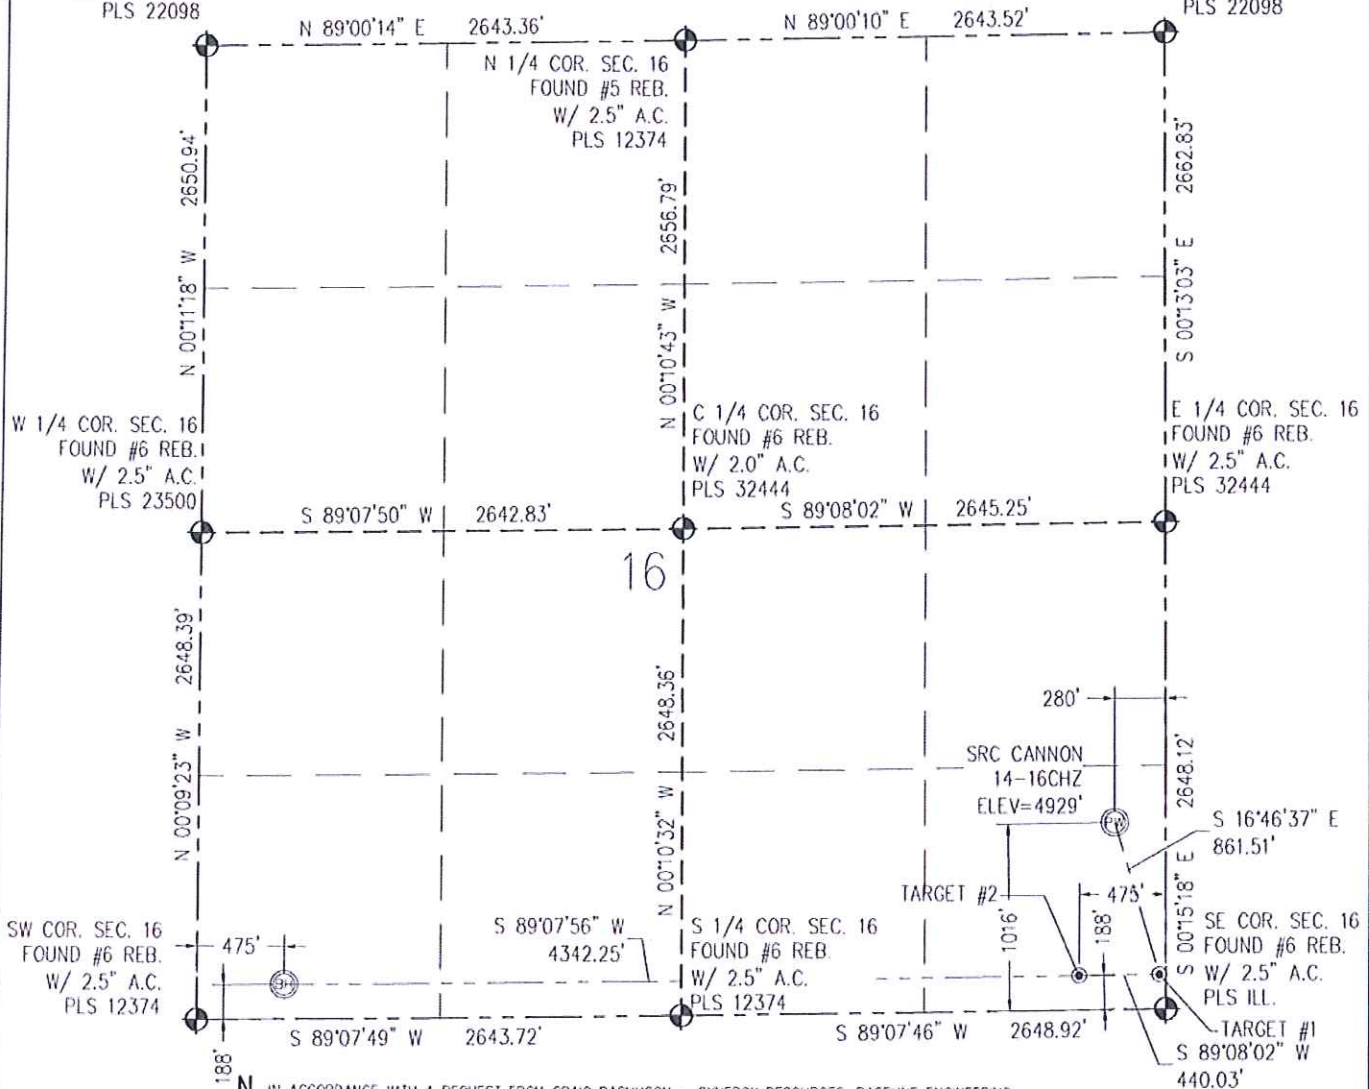 PLS 22098
PLS 22098
N 89°00'14" E 2643.36'
N 89°00'10" E 2643.52'
N 1/4 COR. SEC. 16
FOUND #5 REB.
W/ 2.5" A.C.
PLS 12374
2650.94'
N 00°11'18" W
2656.79'
N 00°10'43" W
2662.83'
S 00°13'03" E
W 1/4 COR. SEC. 16
FOUND #6 REB.
W/ 2.5" A.C.
PLS 23500
C 1/4 COR. SEC. 16
FOUND #6 REB.
W/ 2.0" A.C.
PLS 32444
E 1/4 COR. SEC. 16
FOUND #6 REB.
W/ 2.5" A.C.
PLS 32444
S 89°07'50" W 2642.83'
S 89°08'02" W 2645.25'
16
2648.39'
N 00°09'23" W
2648.36'
N 00°10'32" W
280'
SRC CANNON
14-16CHZ
ELEV=4929'
PW
2648.12'
S 00°15'18" E
S 16°46'37" E
861.51'
TARGET #2
475'
1016'
188'
SW COR. SEC. 16
FOUND #6 REB.
W/ 2.5" A.C.
PLS 12374
475'
BH
S 89°07'56" W
4342.25'
S 1/4 COR. SEC. 16
FOUND #6 REB.
W/ 2.5" A.C.
PLS 12374
SE COR. SEC. 16
FOUND #6 REB.
W/ 2.5" A.C.
PLS ILL.
TARGET #1
S 89°08'02" W
440.03'
S 89°07'49" W 2643.72'
S 89°07'46" W 2648.92'
188'
N
IN ACCORDANCE WITH A REQUEST FROM CRAIG